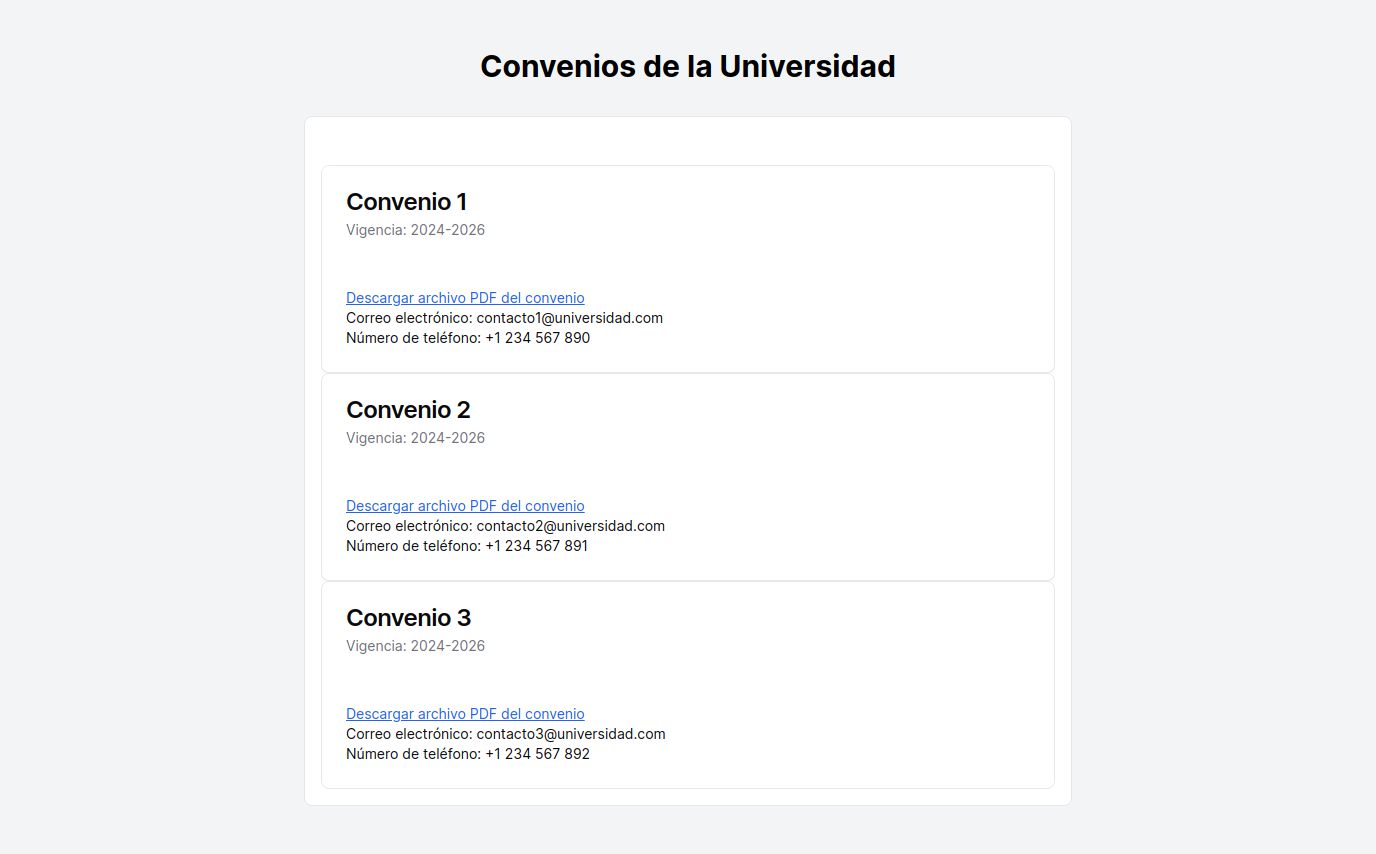 Convenios de la Universidad
Convenio 1
Vigencia: 2024-2026
Descargar archivo PDF del convenio
Correo electrónico: contacto1@universidad.com
Número de teléfono: +1 234 567 890
Convenio 2
Vigencia: 2024-2026
Descargar archivo PDF del convenio
Correo electrónico: contacto2@universidad.com
Número de teléfono: +1 234 567 891
Convenio 3
Vigencia: 2024-2026
Descargar archivo PDF del convenio
Correo electrónico: contacto3@universidad.com
Número de teléfono: +1 234 567 892